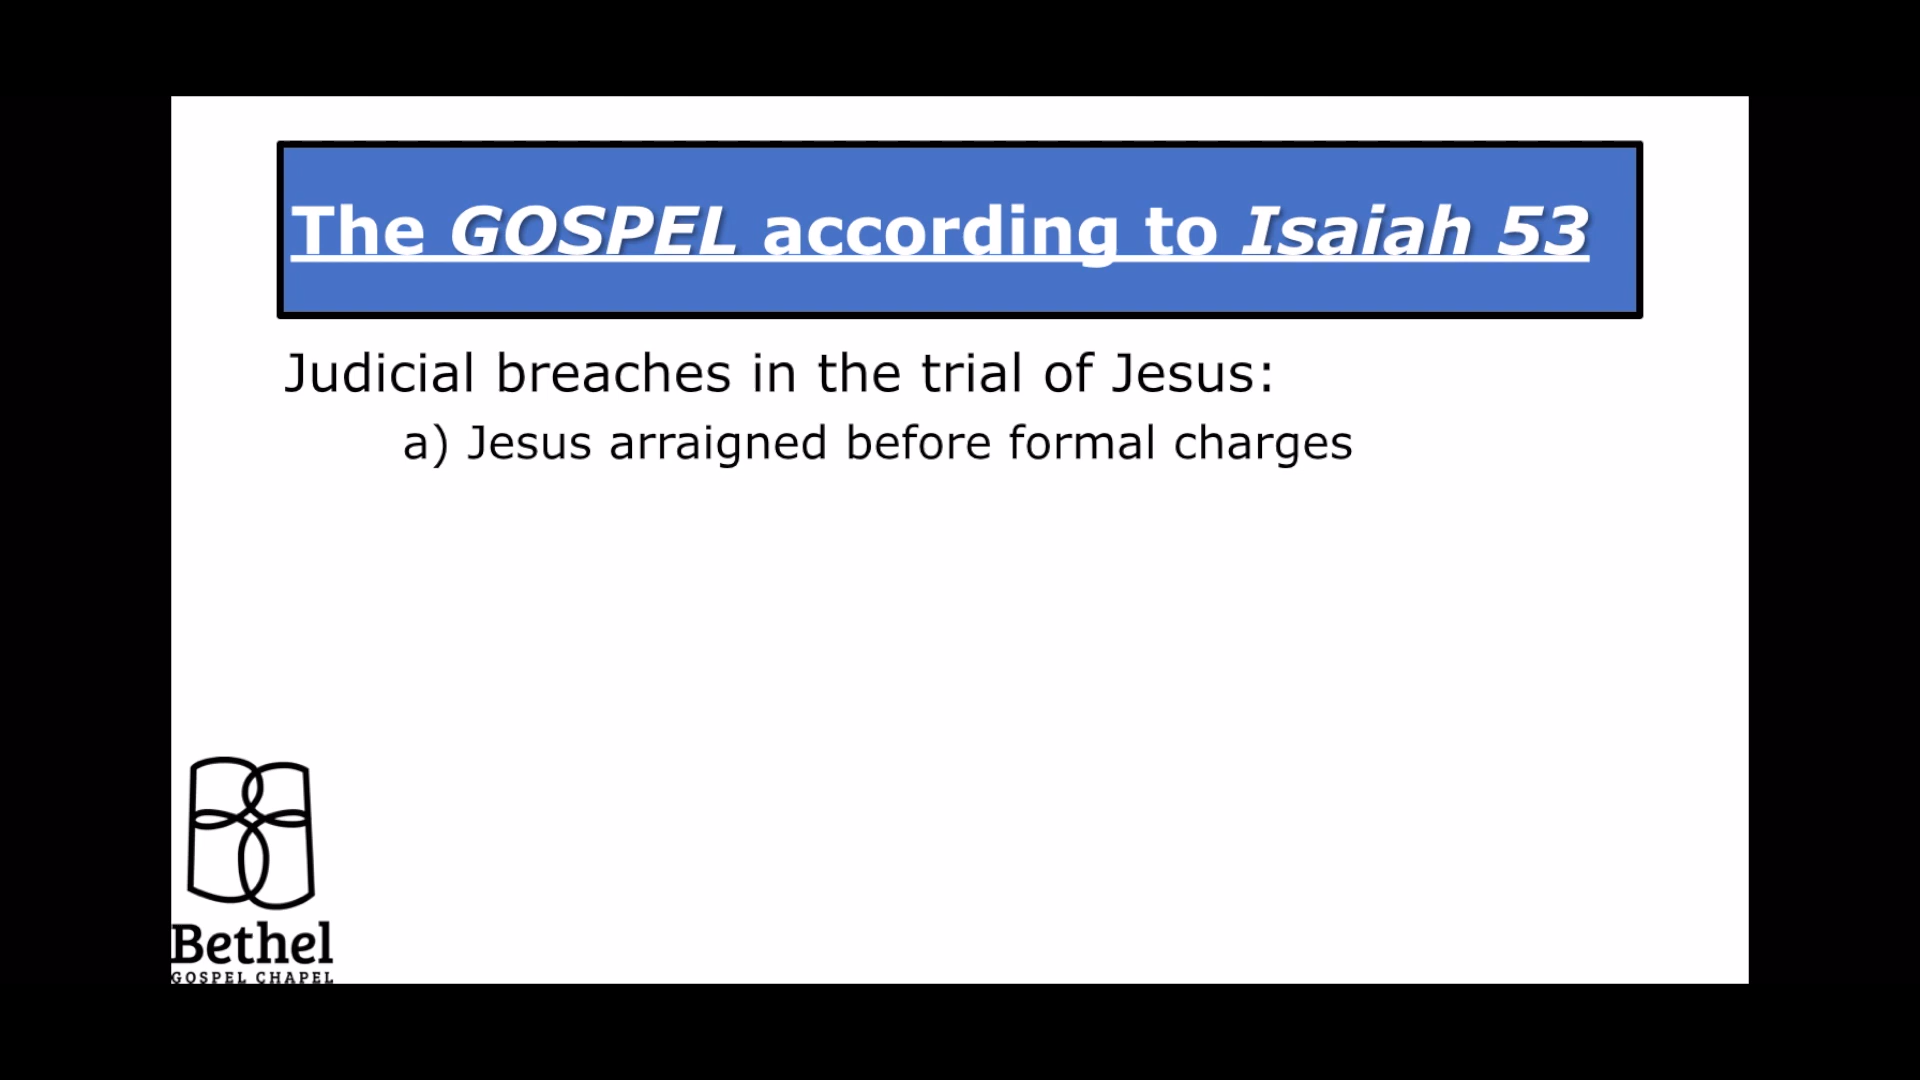 The GOSPEL according to Isaiah 53
Judicial breaches in the trial of Jesus:
a) Jesus arraigned before formal charges
Bethel
GOSPEL CHAPEL